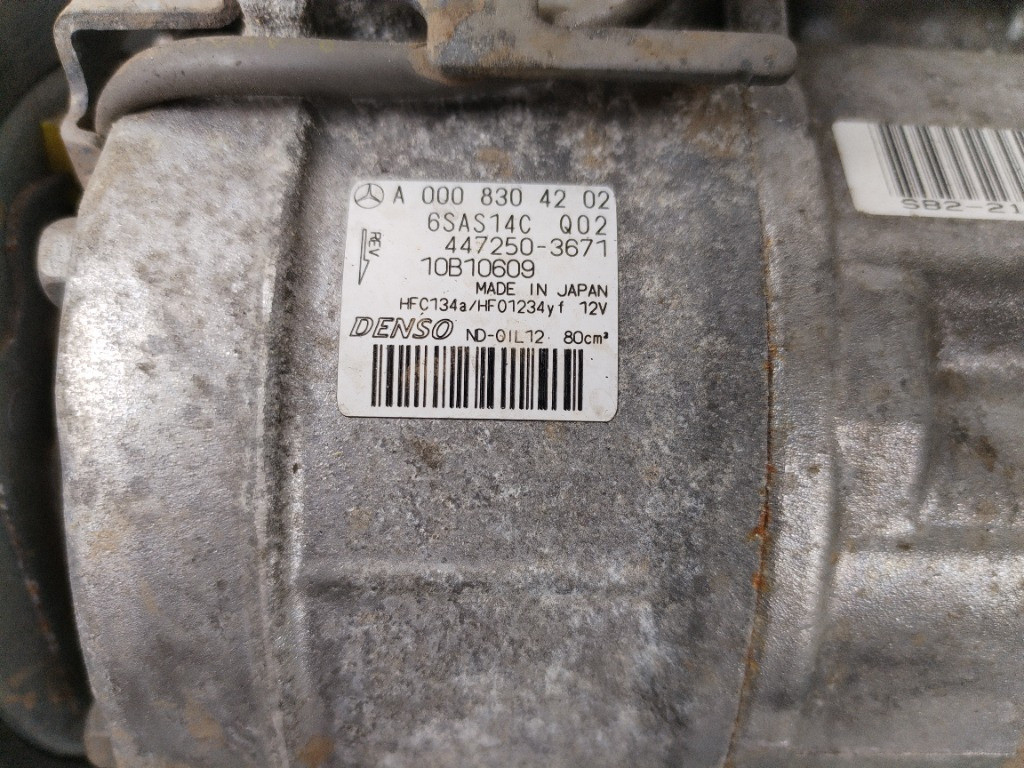 A 000 830 42 02
6SAS14C Q02
REV
447250-3671
10B10609
MADE IN JAPAN
HFC134a/HFO1234yf 12V
DENSO ND-OIL12 80cm³
SB2-21